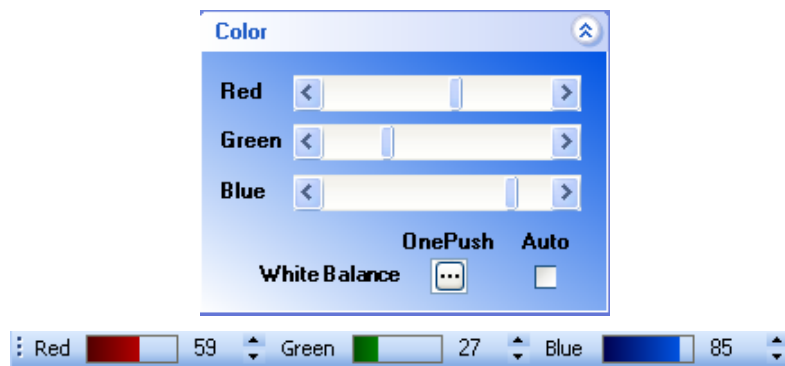 Color
Red
Green
Blue
OnePush Auto
White Balance
Red 59 Green 27 Blue 85